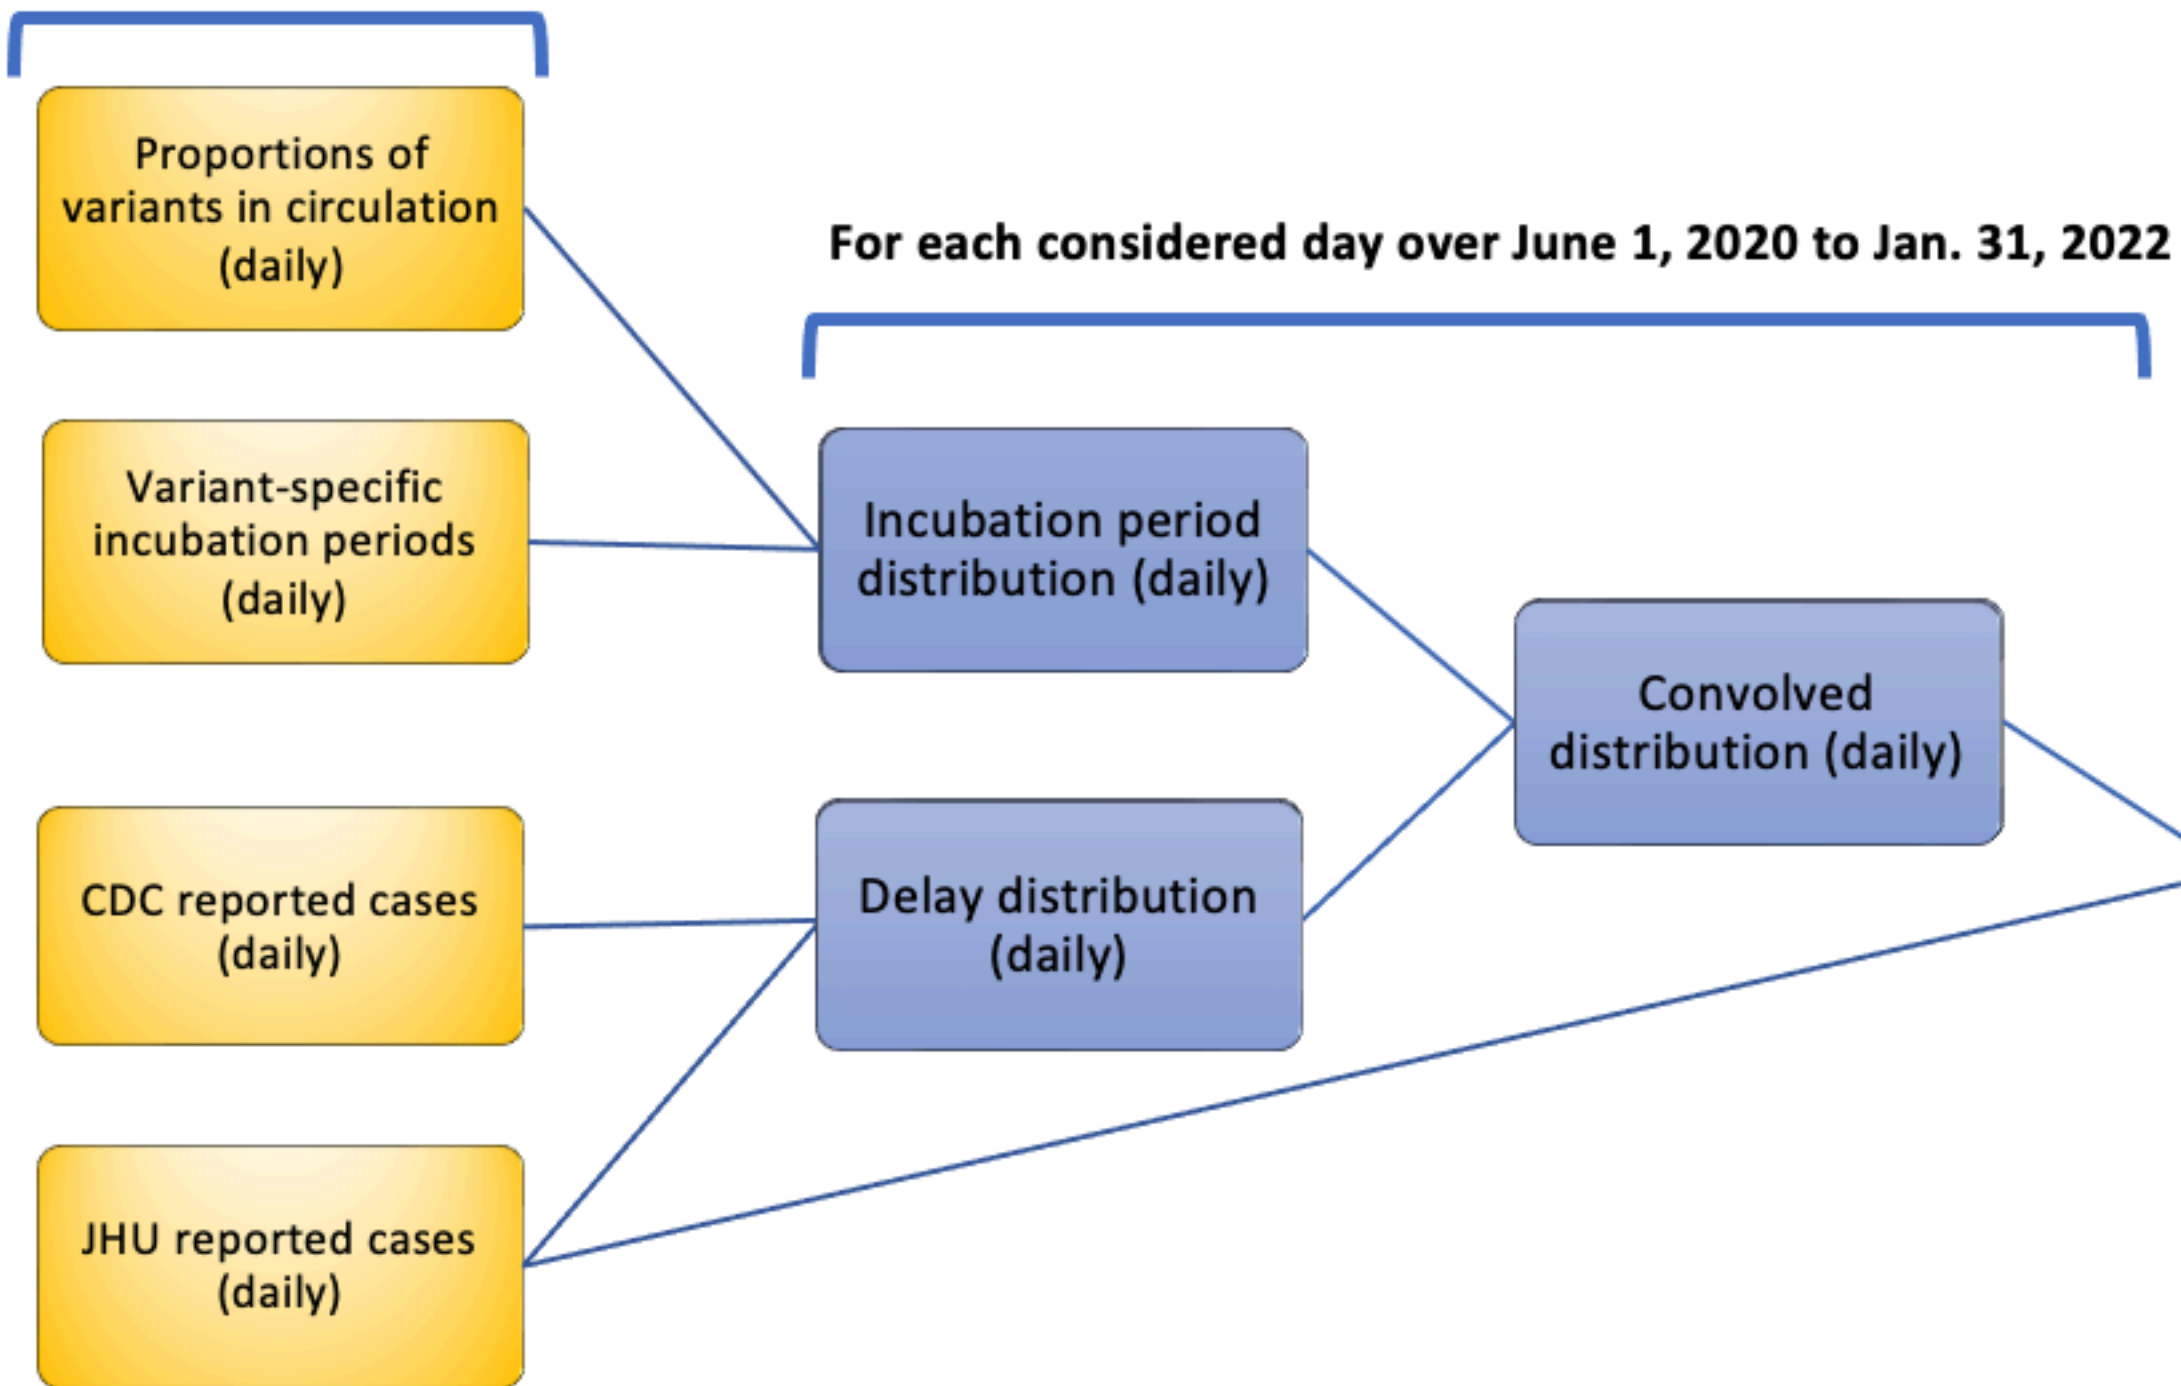 Proportions of
variants in circulation
(daily)
For each considered day over June 1, 2020 to Jan. 31, 2022
Variant-specific
incubation periods
(daily)
Incubation period
distribution (daily)
Convolved
distribution (daily)
CDC reported cases
(daily)
Delay distribution
(daily)
JHU reported cases
(daily)